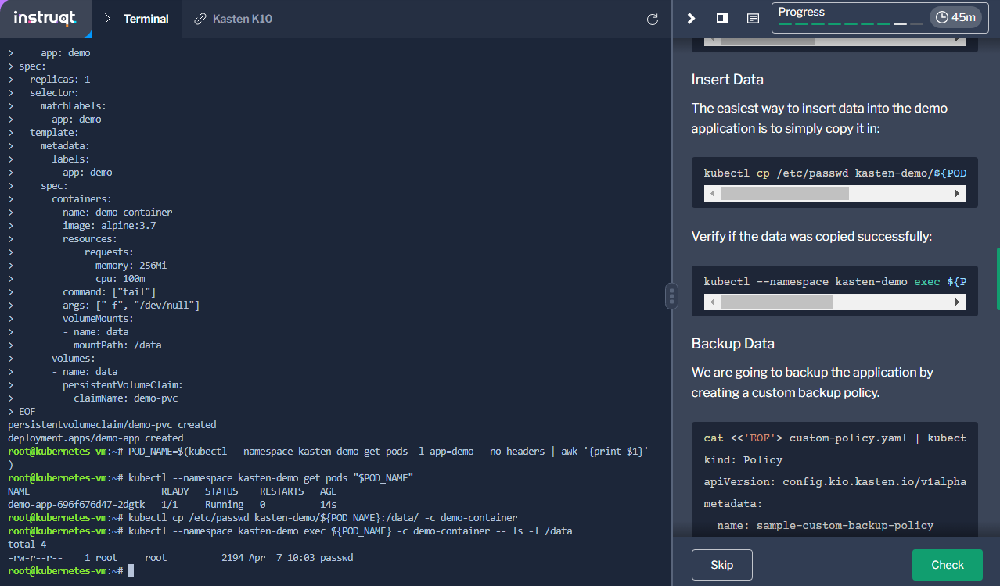 instruqt
>_ Terminal
Kasten K10
Progress
45m
>     app: demo
> spec:
>   replicas: 1
>   selector:
>     matchLabels:
>       app: demo
>   template:
>     metadata:
>       labels:
>         app: demo
>     spec:
>       containers:
>       - name: demo-container
>         image: alpine:3.7
>         resources:
>             requests:
>               memory: 256Mi
>               cpu: 100m
>         command: ["tail"]
>         args: ["-f", "/dev/null"]
>         volumeMounts:
>         - name: data
>           mountPath: /data
>       volumes:
>       - name: data
>         persistentVolumeClaim:
>           claimName: demo-pvc
> EOF
persistentvolumeclaim/demo-pvc created
deployment.apps/demo-app created
root@kubernetes-vm:~# POD_NAME=$(kubectl --namespace kasten-demo get pods -l app=demo --no-headers | awk '{print $1}'
)
root@kubernetes-vm:~# kubectl --namespace kasten-demo get pods "$POD_NAME"
NAME                        READY   STATUS    RESTARTS   AGE
demo-app-696f676d47-2dgtk   1/1     Running   0          14s
root@kubernetes-vm:~# kubectl cp /etc/passwd kasten-demo/${POD_NAME}:/data/ -c demo-container
root@kubernetes-vm:~# kubectl --namespace kasten-demo exec ${POD_NAME} -c demo-container -- ls -l /data
total 4
-rw-r--r--    1 root     root          2194 Apr  7 10:03 passwd
root@kubernetes-vm:~#
Insert Data
The easiest way to insert data into the demo
application is to simply copy it in:
kubectl cp /etc/passwd kasten-demo/${POD
Verify if the data was copied successfully:
kubectl --namespace kasten-demo exec ${P
Backup Data
We are going to backup the application by
creating a custom backup policy.
cat <<'EOF'> custom-policy.yaml | kubect
kind: Policy
apiVersion: config.kio.kasten.io/v1alpha
metadata:
  name: sample-custom-backup-policy
Skip
Check